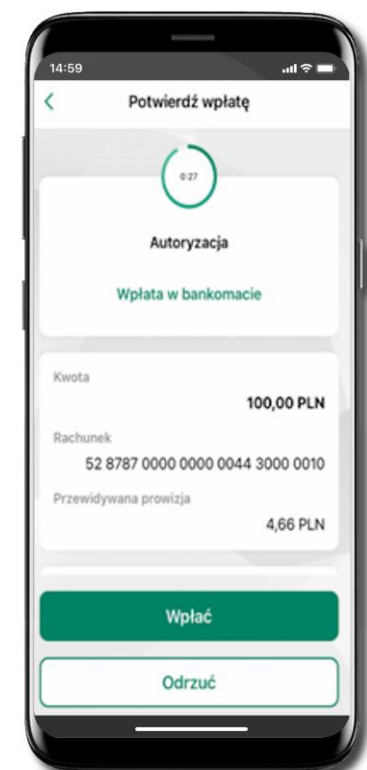 14:59
Potwierdź wpłatę
0:27
Autoryzacja
Wpłata w bankomacie
Kwota
100,00 PLN
Rachunek
52 8787 0000 0000 0044 3000 0010
Przewidywana prowizja
4,66 PLN
Wpłać
Odrzuć